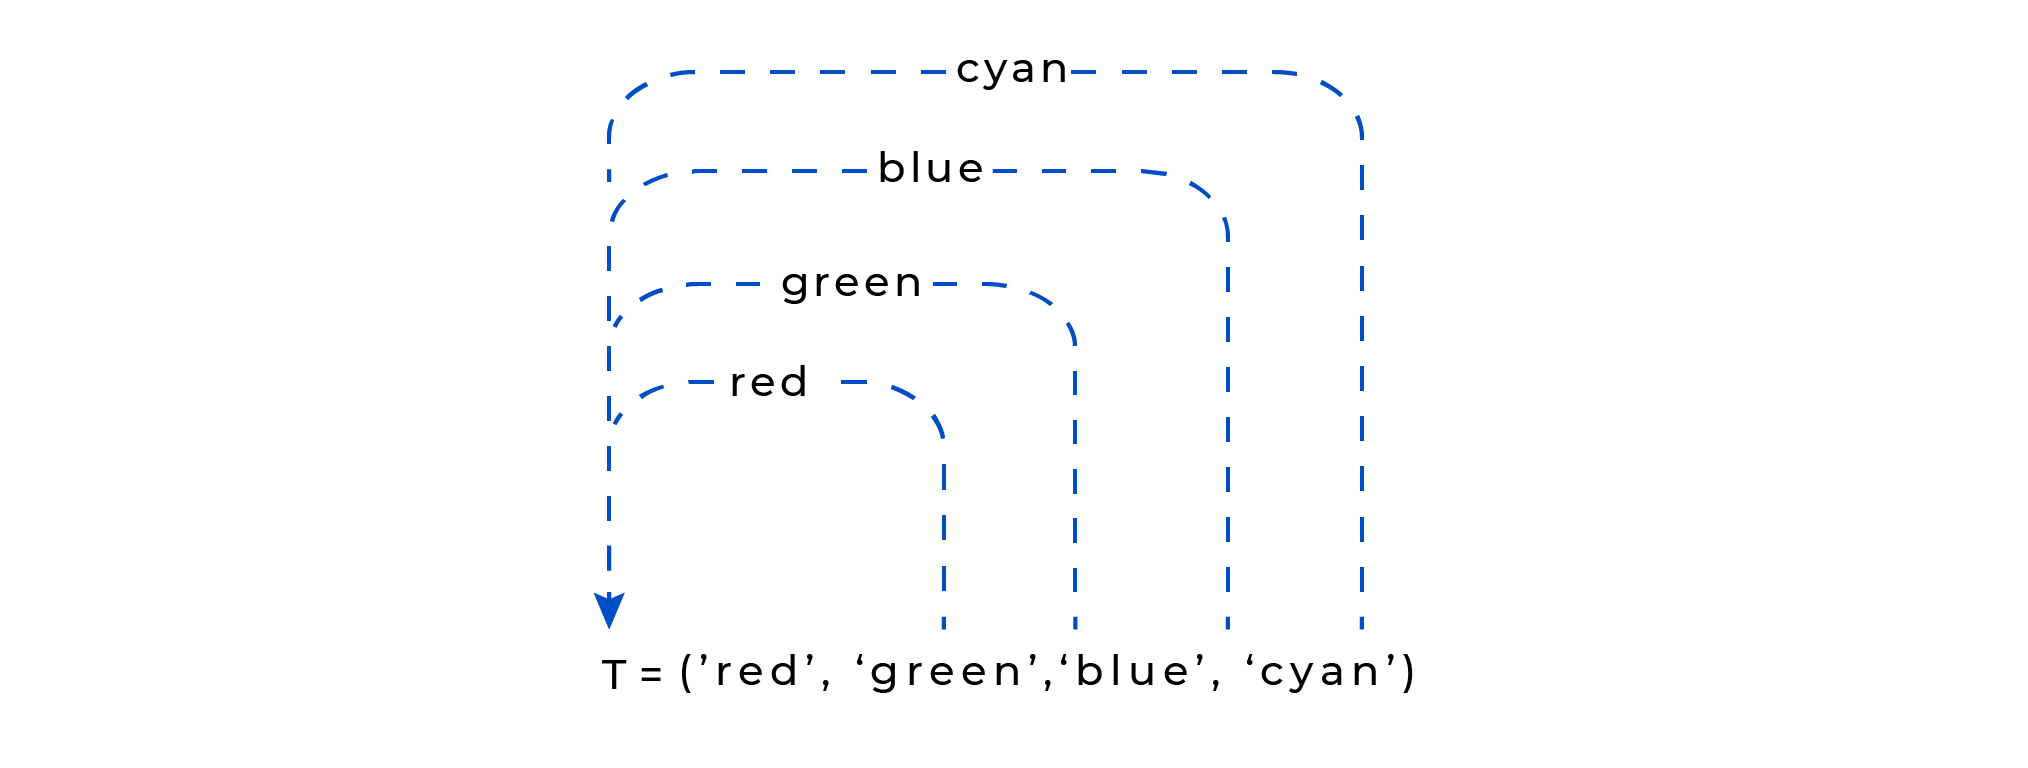 cyan
blue
green
red
T = (’red’, ‘green’,‘blue’, ‘cyan’)